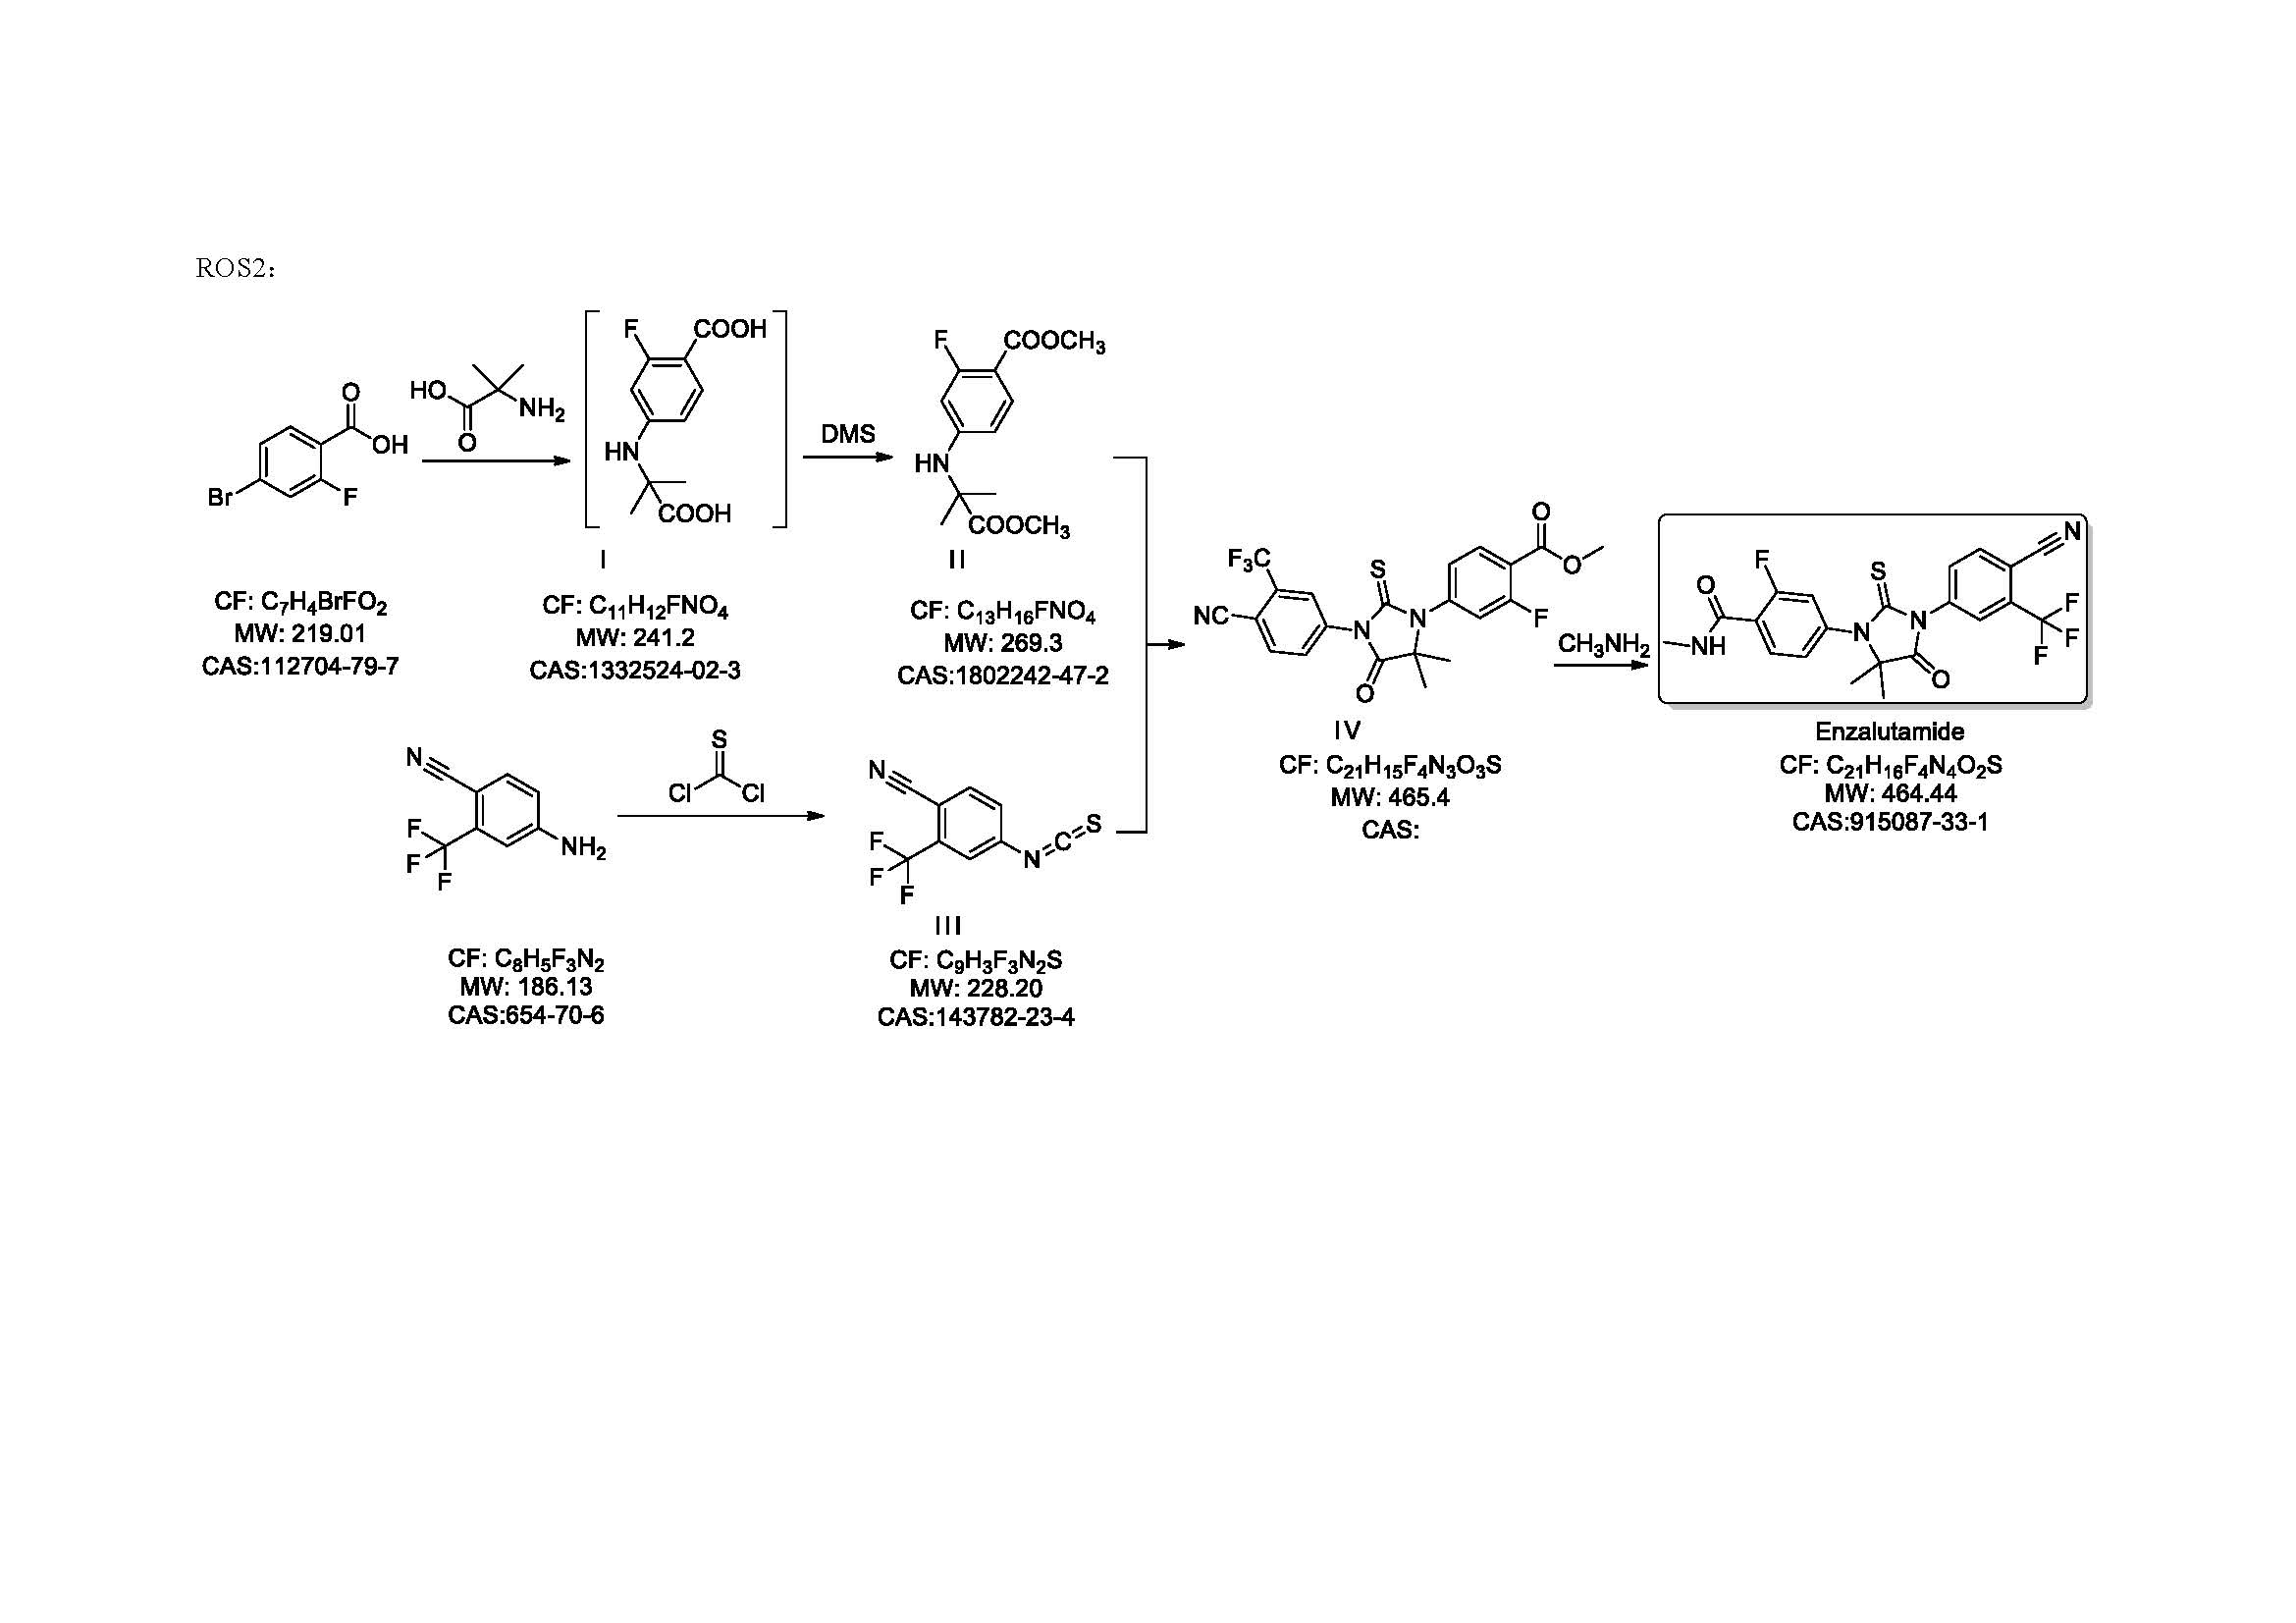 ROS2：
HO
O
NH2
O
OH
Br
F
F
COOH
HN
COOH
DMS
F
COOCH3
HN
COOCH3
I
II
CF: C7H4BrFO2
MW: 219.01
CAS:112704-79-7
CF: C11H12FNO4
MW: 241.2
CAS:1332524-02-3
CF: C13H16FNO4
MW: 269.3
CAS:1802242-47-2
F3C
NC
N
S
N
O
O
O
F
CH3NH2
O
NH
F
N
S
N
O
N
F
F
F
IV
CF: C21H15F4N3O3S
MW: 465.4
CAS:
Enzalutamide
CF: C21H16F4N4O2S
MW: 464.44
CAS:915087-33-1
N
F
F
F
NH2
S
Cl
Cl
N
F
F
F
N
C
S
III
CF: C8H5F3N2
MW: 186.13
CAS:654-70-6
CF: C9H3F3N2S
MW: 228.20
CAS:143782-23-4